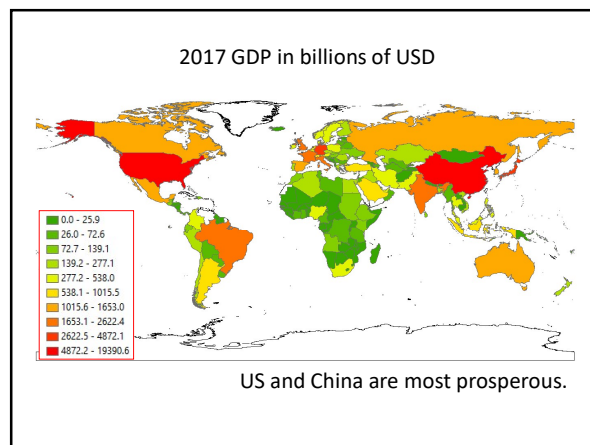 2017 GDP in billions of USD
0.0 - 25.9
26.0 - 72.6
72.7 - 139.1
139.2 - 277.1
277.2 - 538.0
538.1 - 1015.5
1015.6 - 1653.0
1653.1 - 2622.4
2622.5 - 4872.1
4872.2 - 19390.6
US and China are most prosperous.